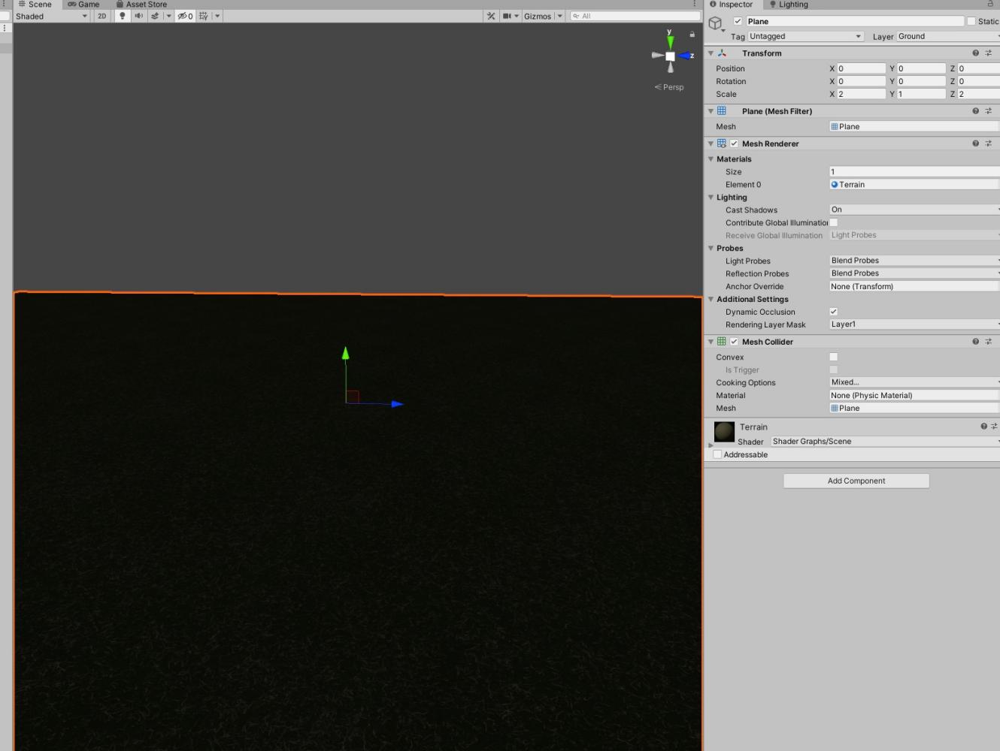 Scene Game Asset Store
Shaded 2D 0 Gizmos All
y
z
Persp
Inspector Lighting
Plane Static
Tag Untagged Layer Ground
Transform
Position X 0 Y 0 Z 0
Rotation X 0 Y 0 Z 0
Scale X 2 Y 1 Z 2
Plane (Mesh Filter)
Mesh Plane
Mesh Renderer
Materials
Size 1
Element 0 Terrain
Lighting
Cast Shadows On
Contribute Global Illumination
Receive Global Illumination Light Probes
Probes
Light Probes Blend Probes
Reflection Probes Blend Probes
Anchor Override None (Transform)
Additional Settings
Dynamic Occlusion
Rendering Layer Mask Layer1
Mesh Collider
Convex
Is Trigger
Cooking Options Mixed...
Material None (Physic Material)
Mesh Plane
Terrain
Shader Shader Graphs/Scene
Addressable
Add Component